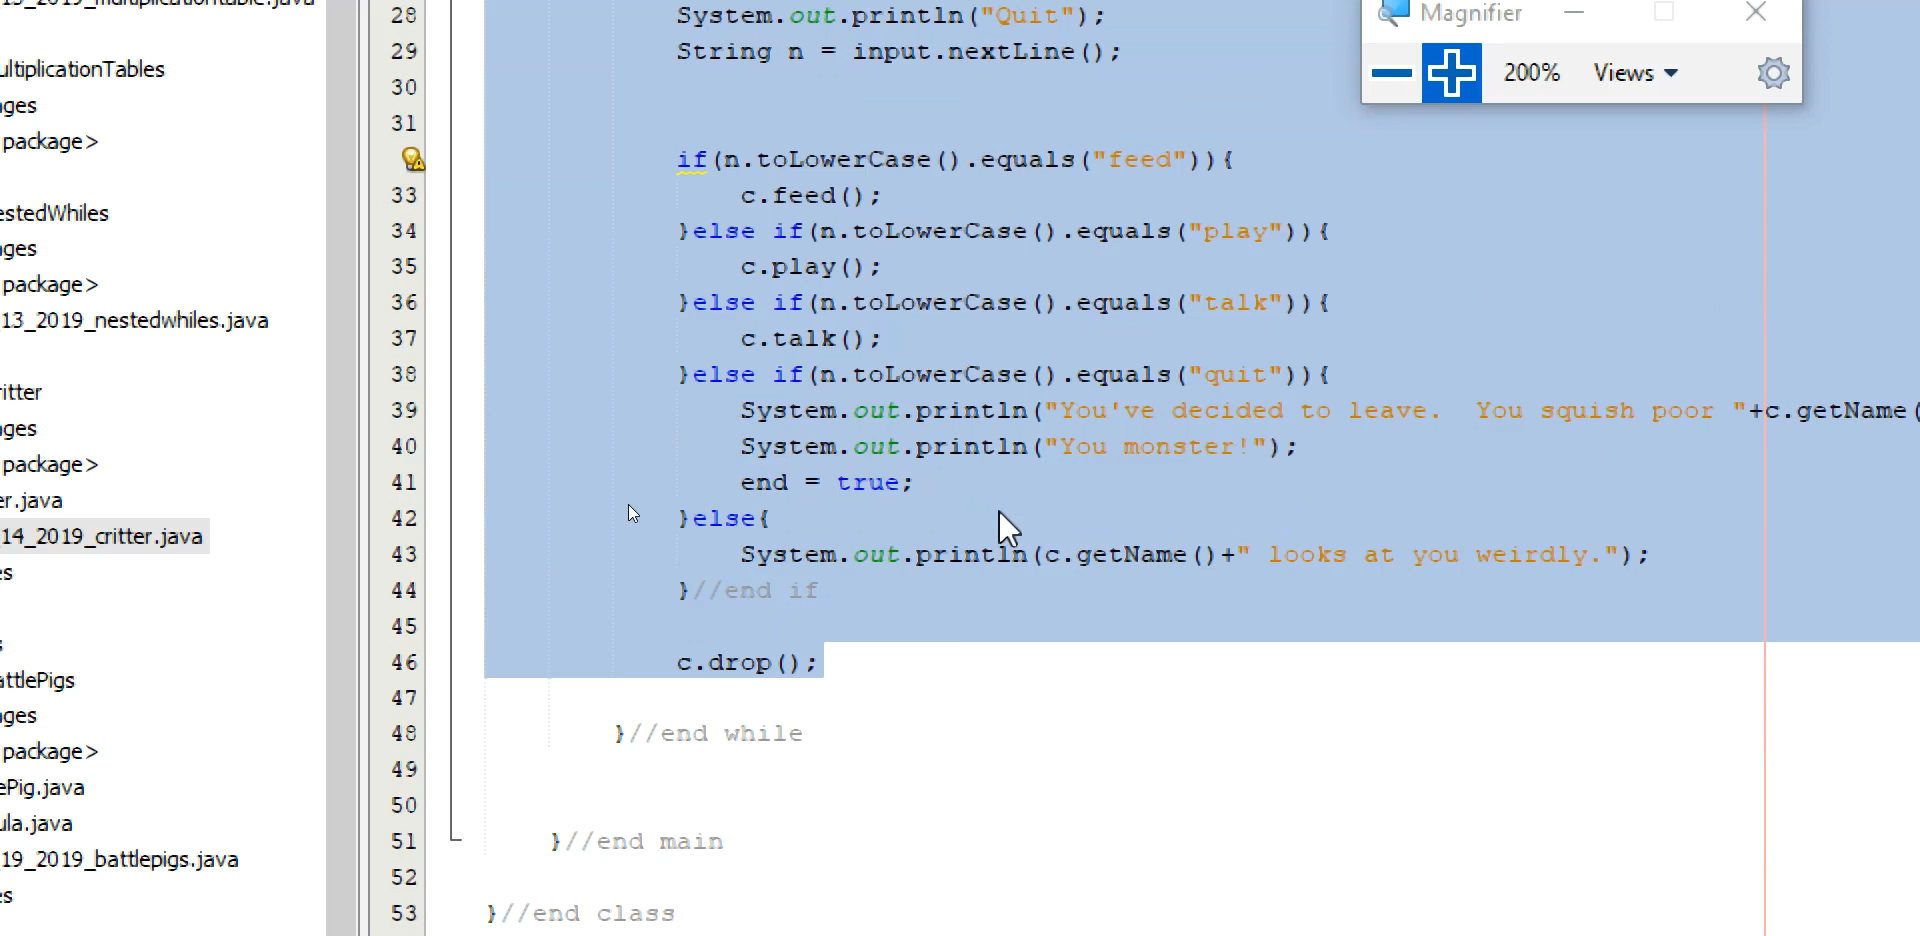 13_2019_multiplicationTable.java
ultiplicationTables
ges
package>
estedWhiles
ges
package>
13_2019_nestedwhiles.java
ritter
ges
package>
er.java
14_2019_critter.java
es
s
attlePigs
ges
package>
ePig.java
ula.java
19_2019_battlepigs.java
es
28 System.out.println("Quit");
29 String n = input.nextLine();
30
31
if(n.toLowerCase().equals("feed")){
33 c.feed();
34 }else if(n.toLowerCase().equals("play")){
35 c.play();
36 }else if(n.toLowerCase().equals("talk")){
37 c.talk();
38 }else if(n.toLowerCase().equals("quit")){
39 System.out.println("You've decided to leave.  You squish poor "+c.getName(
40 System.out.println("You monster!");
41 end = true;
42 }else{
43 System.out.println(c.getName()+" looks at you weirdly.");
44 }//end if
45
46 c.drop();
47
48 }//end while
49
50
51 }//end main
52
53 }//end class
Magnifier
200% Views